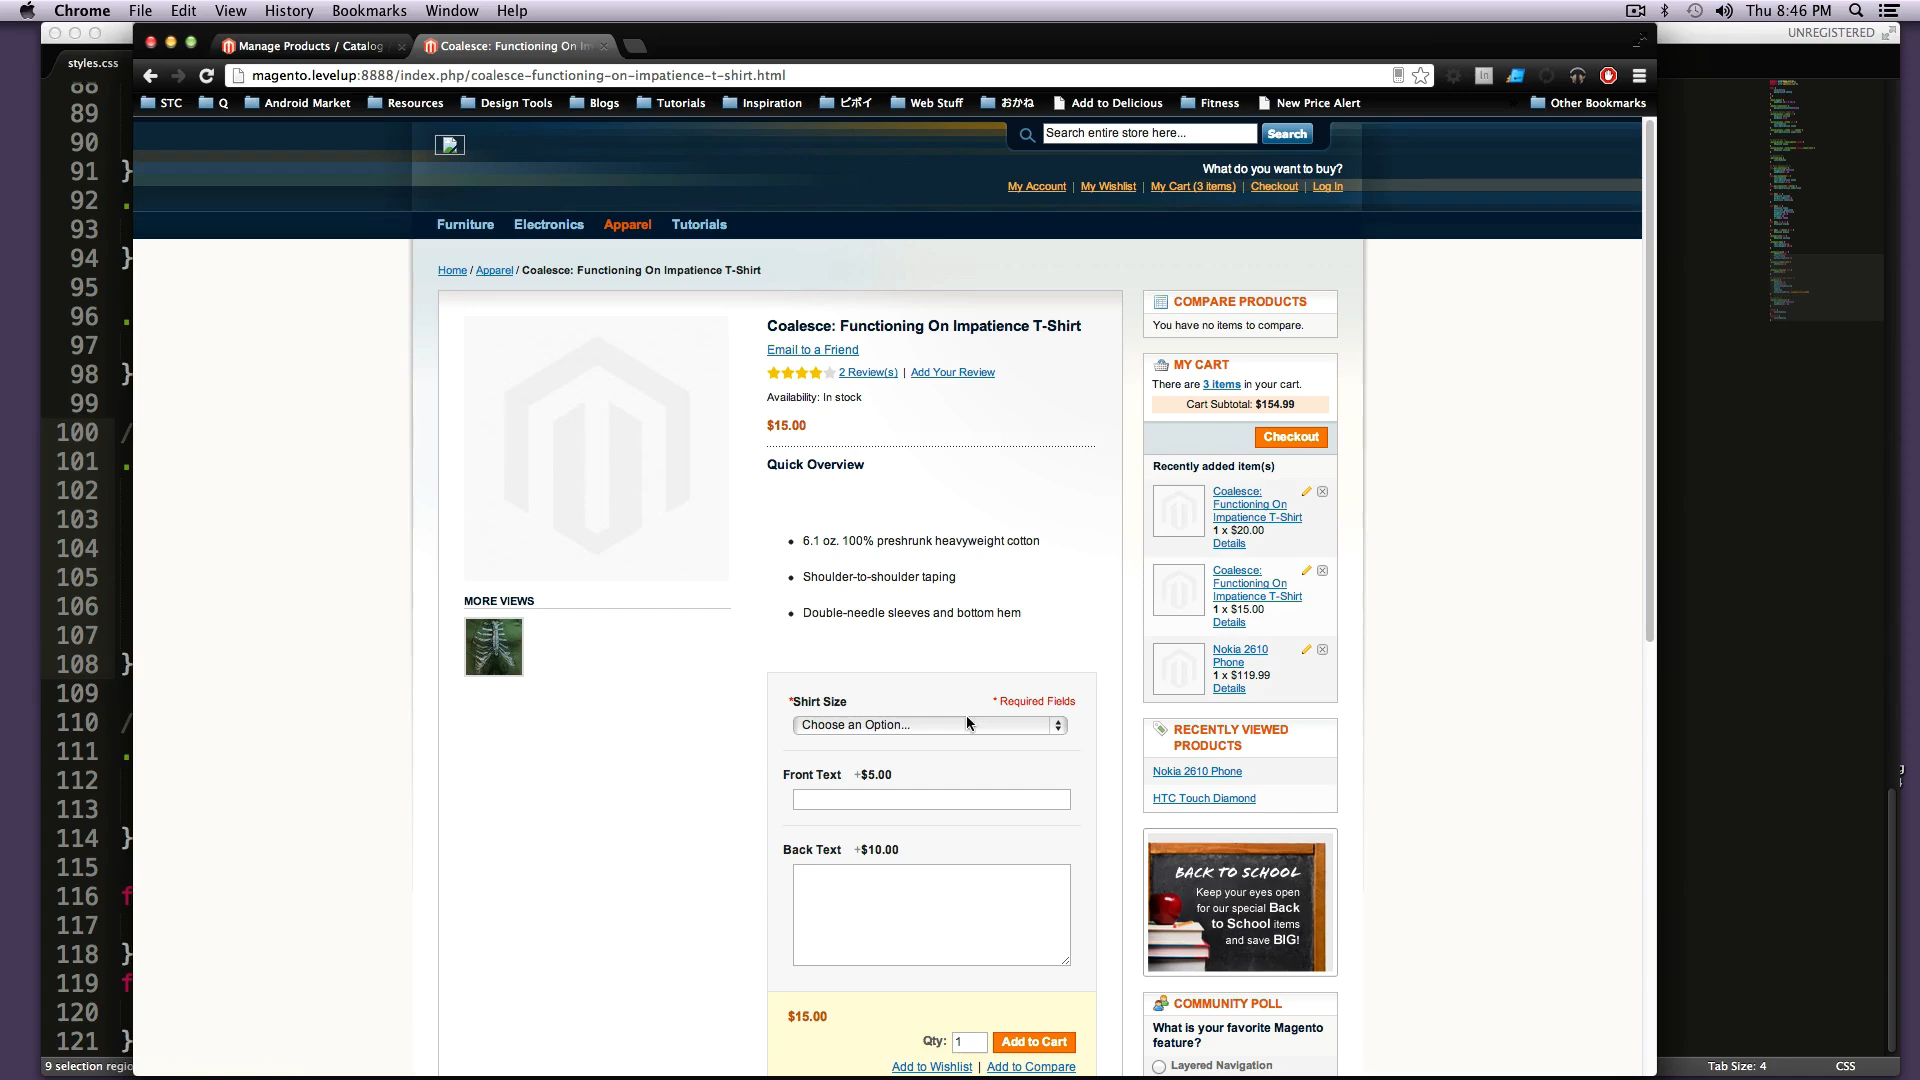 Chrome File Edit View History Bookmarks Window Help
Thu 8:46 PM
UNREGISTERED
styles.css
Manage Products / Catalog
Coalesce: Functioning On Im
magento.levelup:8888/index.php/coalesce-functioning-on-impatience-t-shirt.html
STC Q Android Market Resources Design Tools Blogs Tutorials Inspiration ビボイ Web Stuff おかね Add to Delicious Fitness New Price Alert Other Bookmarks
Search entire store here... Search
What do you want to buy?
My Account | My Wishlist | My Cart (3 items) | Checkout | Log In
Furniture Electronics Apparel Tutorials
Home / Apparel / Coalesce: Functioning On Impatience T-Shirt
Coalesce: Functioning On Impatience T-Shirt
Email to a Friend
2 Review(s) | Add Your Review
Availability: In stock
$15.00
Quick Overview
6.1 oz. 100% preshrunk heavyweight cotton
Shoulder-to-shoulder taping
Double-needle sleeves and bottom hem
MORE VIEWS
*Shirt Size * Required Fields
Choose an Option...
Front Text +$5.00
Back Text +$10.00
$15.00
Qty: 1 Add to Cart
Add to Wishlist | Add to Compare
COMPARE PRODUCTS
You have no items to compare.
MY CART
There are 3 items in your cart.
Cart Subtotal: $154.99
Checkout
Recently added item(s)
Coalesce:
Functioning On
Impatience T-Shirt
1 x $20.00
Details
Coalesce:
Functioning On
Impatience T-Shirt
1 x $15.00
Details
Nokia 2610
Phone
1 x $119.99
Details
RECENTLY VIEWED
PRODUCTS
Nokia 2610 Phone
HTC Touch Diamond
BACK TO SCHOOL
Keep your eyes open
for our special Back
to School items
and save BIG!
COMMUNITY POLL
What is your favorite Magento
feature?
Layered Navigation
88
89
90
91 }
92 .
93
94 }
95
96 .
97
98 }
99
100 /
101 .
102
103
104
105
106
107
108 }
109
110 /
111 .
112
113
114 }
115
116 f
117
118 }
119 f
120
121 }
9 selection regio
Tab Size: 4 CSS